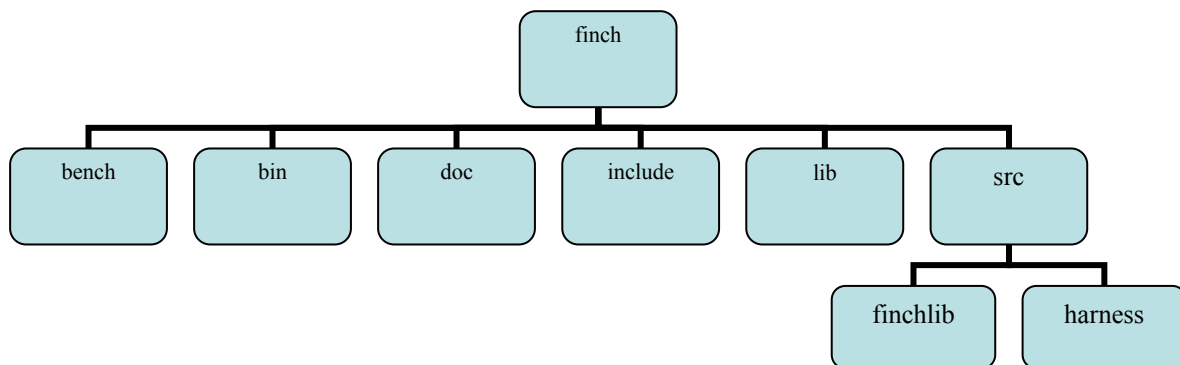 finch
bench
bin
doc
include
lib
src
finchlib
harness